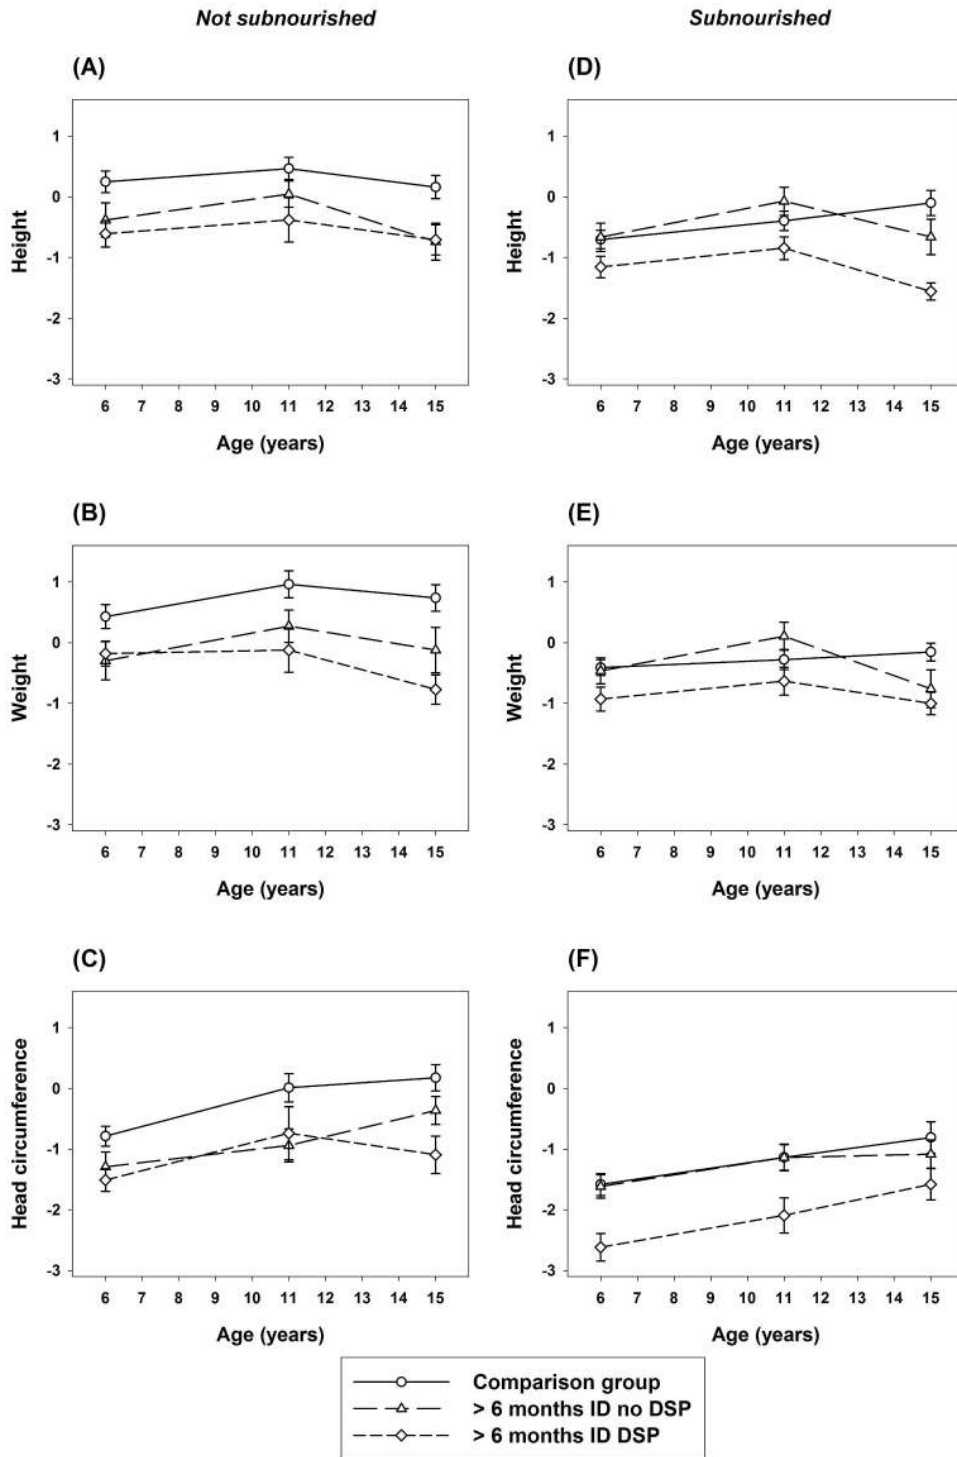 Not subnourished
Subnourished
(A)
(D)
1
0
-1
-2
-3
Height
6 7 8 9 10 11 12 13 14 15
Age (years)
1
0
-1
-2
-3
Height
6 7 8 9 10 11 12 13 14 15
Age (years)
(B)
(E)
1
0
-1
-2
-3
Weight
6 7 8 9 10 11 12 13 14 15
Age (years)
1
0
-1
-2
-3
Weight
6 7 8 9 10 11 12 13 14 15
Age (years)
(C)
(F)
1
0
-1
-2
-3
Head circumference
6 7 8 9 10 11 12 13 14 15
Age (years)
1
0
-1
-2
-3
Head circumference
6 7 8 9 10 11 12 13 14 15
Age (years)
Comparison group
> 6 months ID no DSP
> 6 months ID DSP